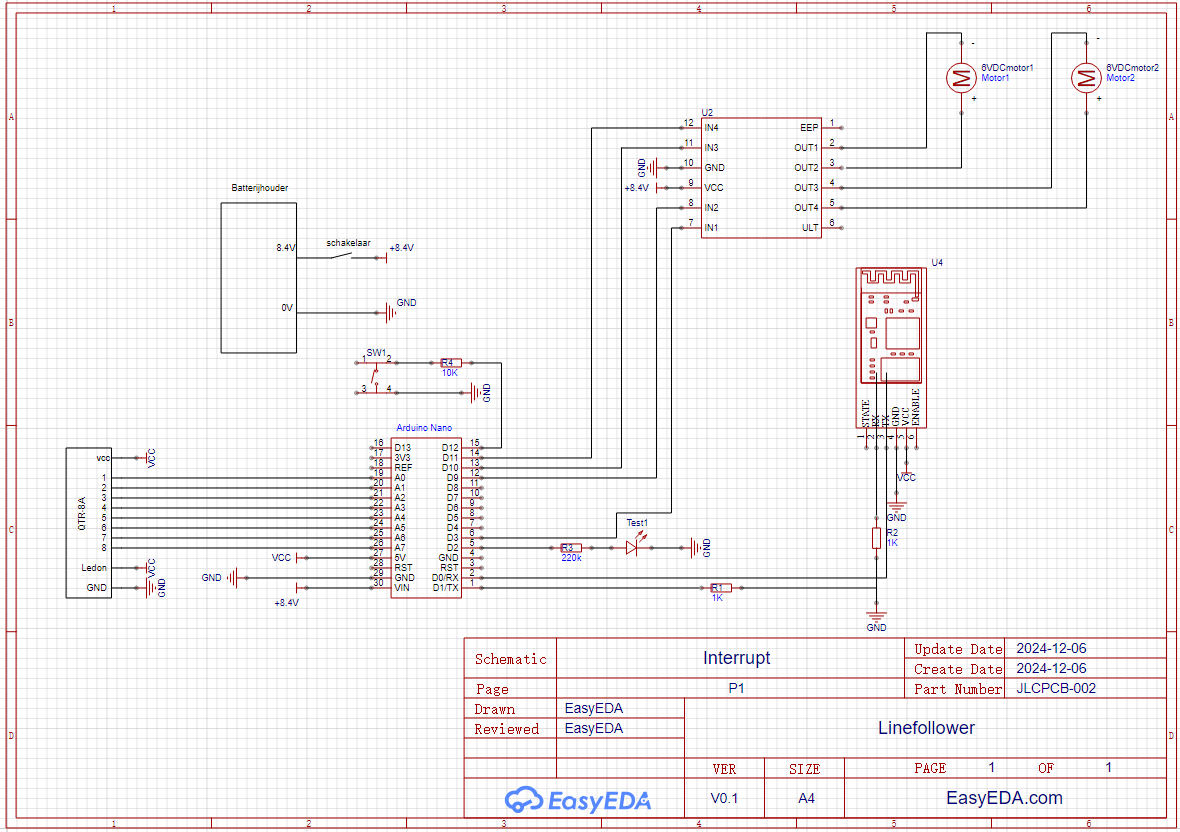 1 2 3 4 5 6
A A
B B
C C
D D
6VDCmotor1
Motor1
-
+
6VDCmotor2
Motor2
-
+
U2
12 IN4
11 IN3
10 GND
9 VCC
8 IN2
7 IN1
EEP 1
OUT1 2
OUT2 3
OUT3 4
OUT4 5
ULT 6
GND
+8.4V
Batterijhouder
8.4V
schakelaar
+8.4V
0V
GND
SW1
1 2
3 4
R4
10K
GND
U4
STATE
RX
TX
GND
VCC
ENABLE
1 2 3 4 5 6
VCC
GND
R2
1K
GND
Arduino Nano
16 D13
17 3V3
18 REF
19 A0
20 A1
21 A2
22 A3
23 A4
24 A5
25 A6
26 A7
27 5V
28 RST
29 GND
30 VIN
D12 15
D11 14
D10 13
D9 12
D8 11
D7 10
D6 9
D5 8
D4 7
D3 6
D2 5
GND 4
RST 3
D0/RX 2
D1/TX 1
QTR-8A
vcc
1
2
3
4
5
6
7
8
Ledon
GND
VCC
VCC
GND
VCC
GND
+8.4V
R3
220k
Test1
GND
R1
1K
Schematic
Interrupt
Update Date 2024-12-06
Create Date 2024-12-06
Page
P1
Part Number JLCPCB-002
Drawn EasyEDA
Reviewed EasyEDA
Linefollower
VER SIZE PAGE 1 OF 1
EasyEDA V0.1 A4 EasyEDA.com
1 2 3 4 5 6